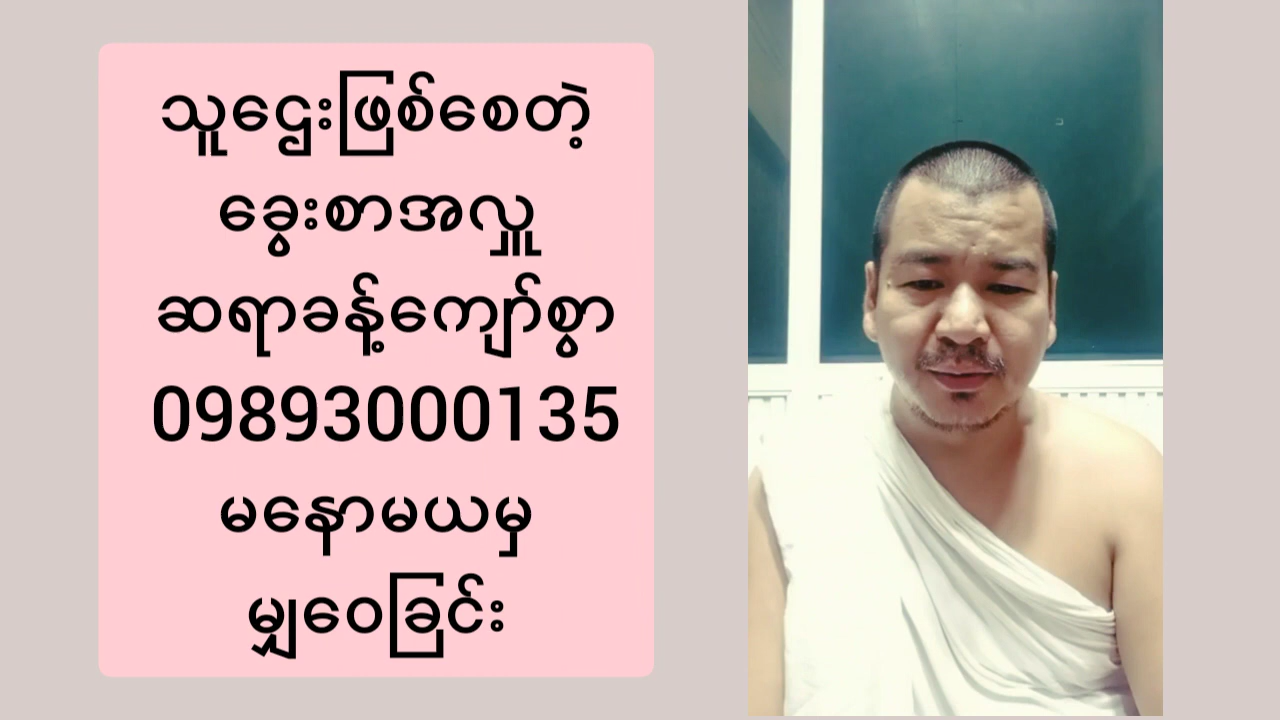 သူဌေးဖြစ်စေတဲ့
ခွေးစာအလှူ
ဆရာခန့်ကျော်စွာ
09893000135
မနောမယမှ
မျှဝေခြင်း